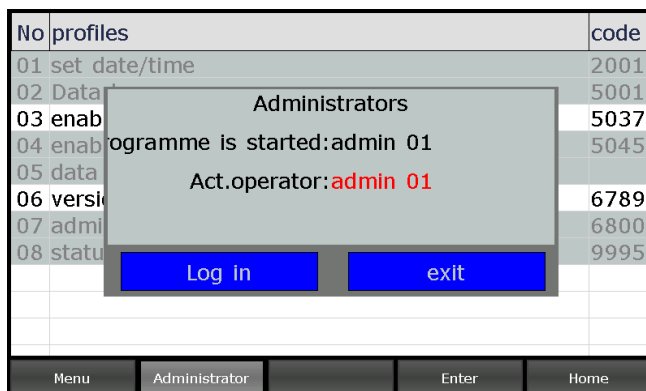 No profiles code
01 set date/time 2001
02 Data 5001
03 enab 5037
04 enab 5045
05 data
06 versi 6789
07 admi 6800
08 statu 9995
Administrators
ogramme is started:admin 01
Act.operator:admin 01
Log in exit
Menu Administrator Enter Home